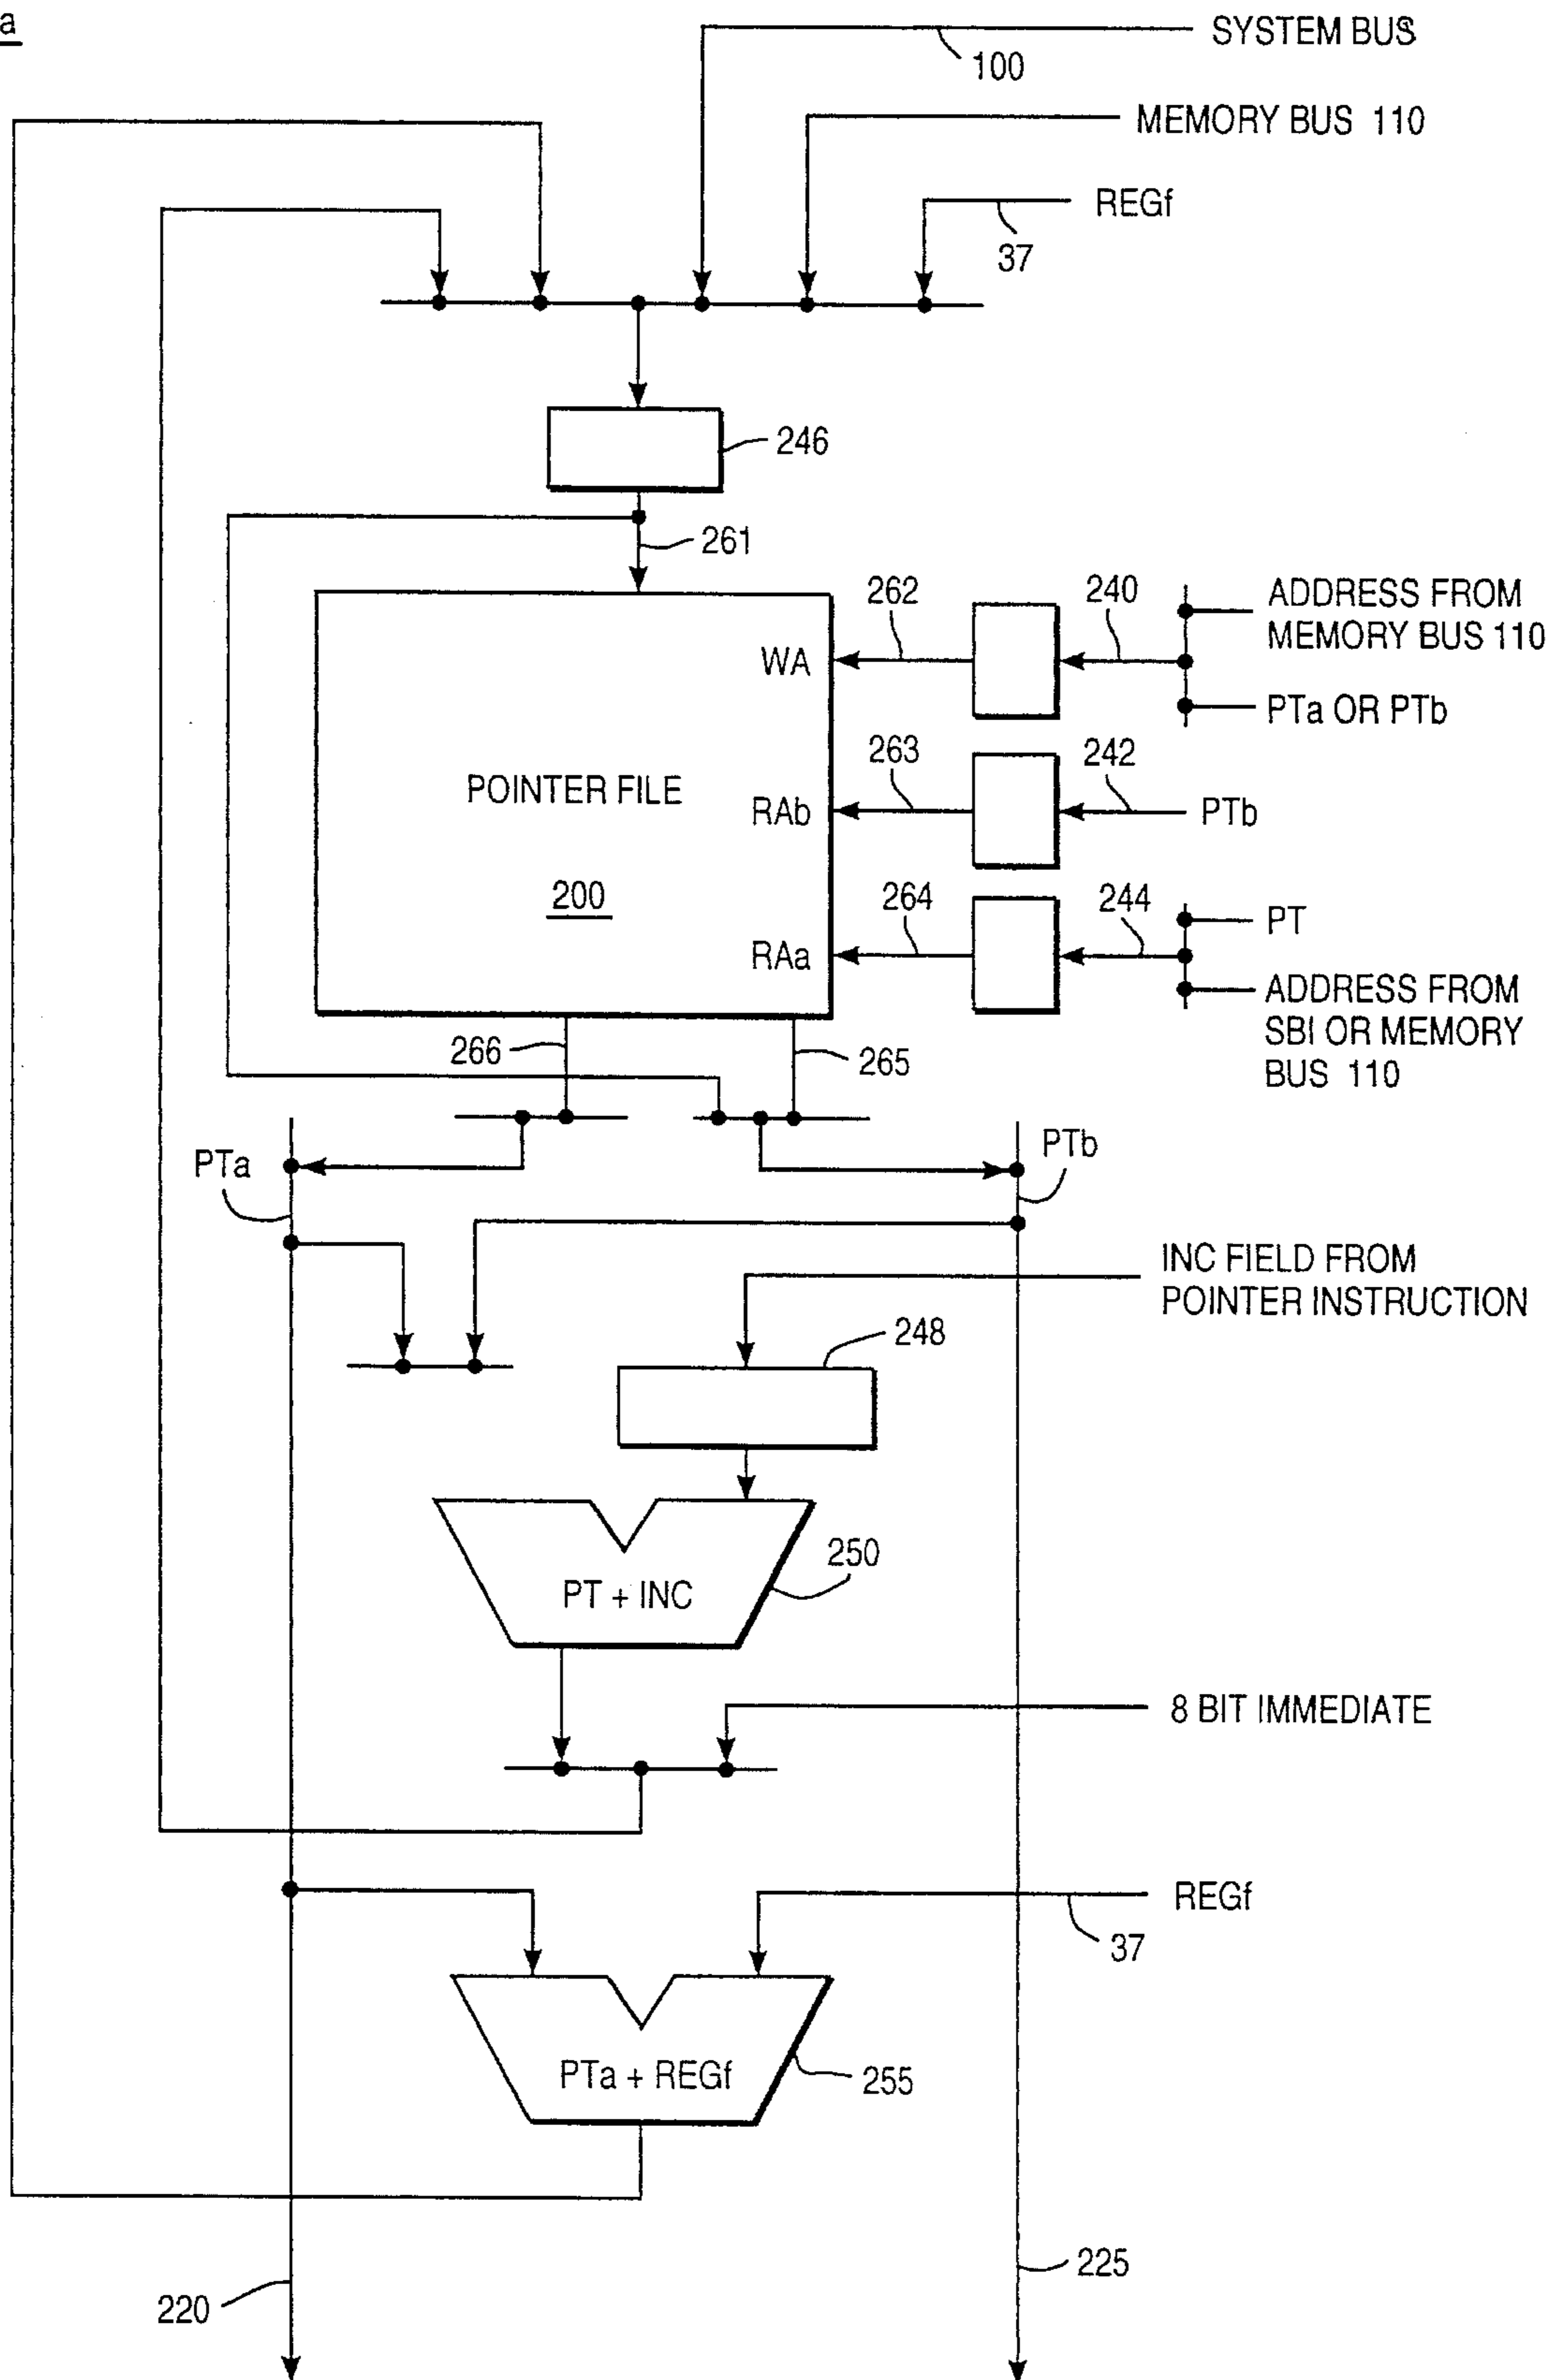 a
SYSTEM BUS
100
MEMORY BUS 110
REGf
37
246
261
262
240
ADDRESS FROM
MEMORY BUS 110
WA
PTa OR PTb
263
242
POINTER FILE
RAb
PTb
200
264
244
PT
RAa
ADDRESS FROM
SBI OR MEMORY
BUS 110
266
265
PTa
PTb
INC FIELD FROM
POINTER INSTRUCTION
248
250
PT + INC
8 BIT IMMEDIATE
REGf
37
PTa + REGf
255
225
220